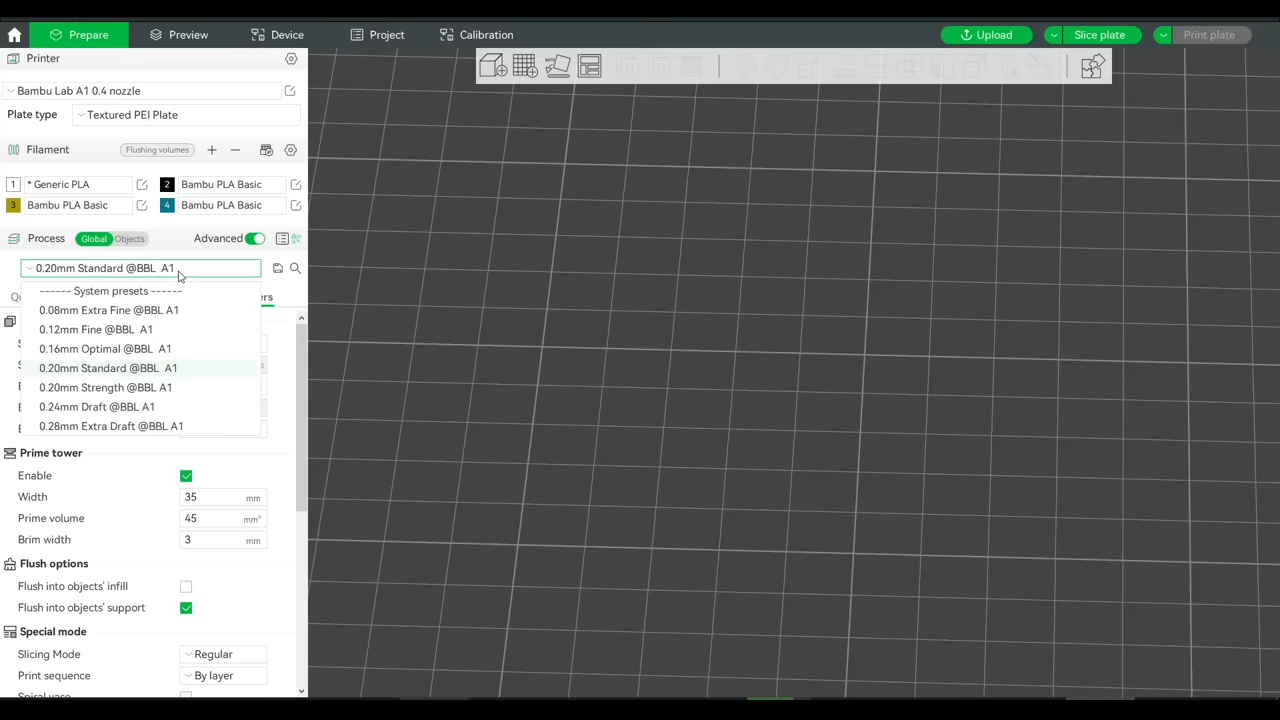 Prepare Preview Device Project Calibration Upload Slice plate Print plate
Printer
Bambu Lab A1 0.4 nozzle
Plate type Textured PEI Plate
Filament Flushing volumes
1 * Generic PLA 2 Bambu PLA Basic
3 Bambu PLA Basic 4 Bambu PLA Basic
Process Global Objects Advanced
0.20mm Standard @BBL A1
------ System presets ------
0.08mm Extra Fine @BBL A1
0.12mm Fine @BBL A1
0.16mm Optimal @BBL A1
0.20mm Standard @BBL A1
0.20mm Strength @BBL A1
0.24mm Draft @BBL A1
0.28mm Extra Draft @BBL A1
Prime tower
Enable
Width 35 mm
Prime volume 45 mm³
Brim width 3 mm
Flush options
Flush into objects' infill
Flush into objects' support
Special mode
Slicing Mode Regular
Print sequence By layer
Spiral vase